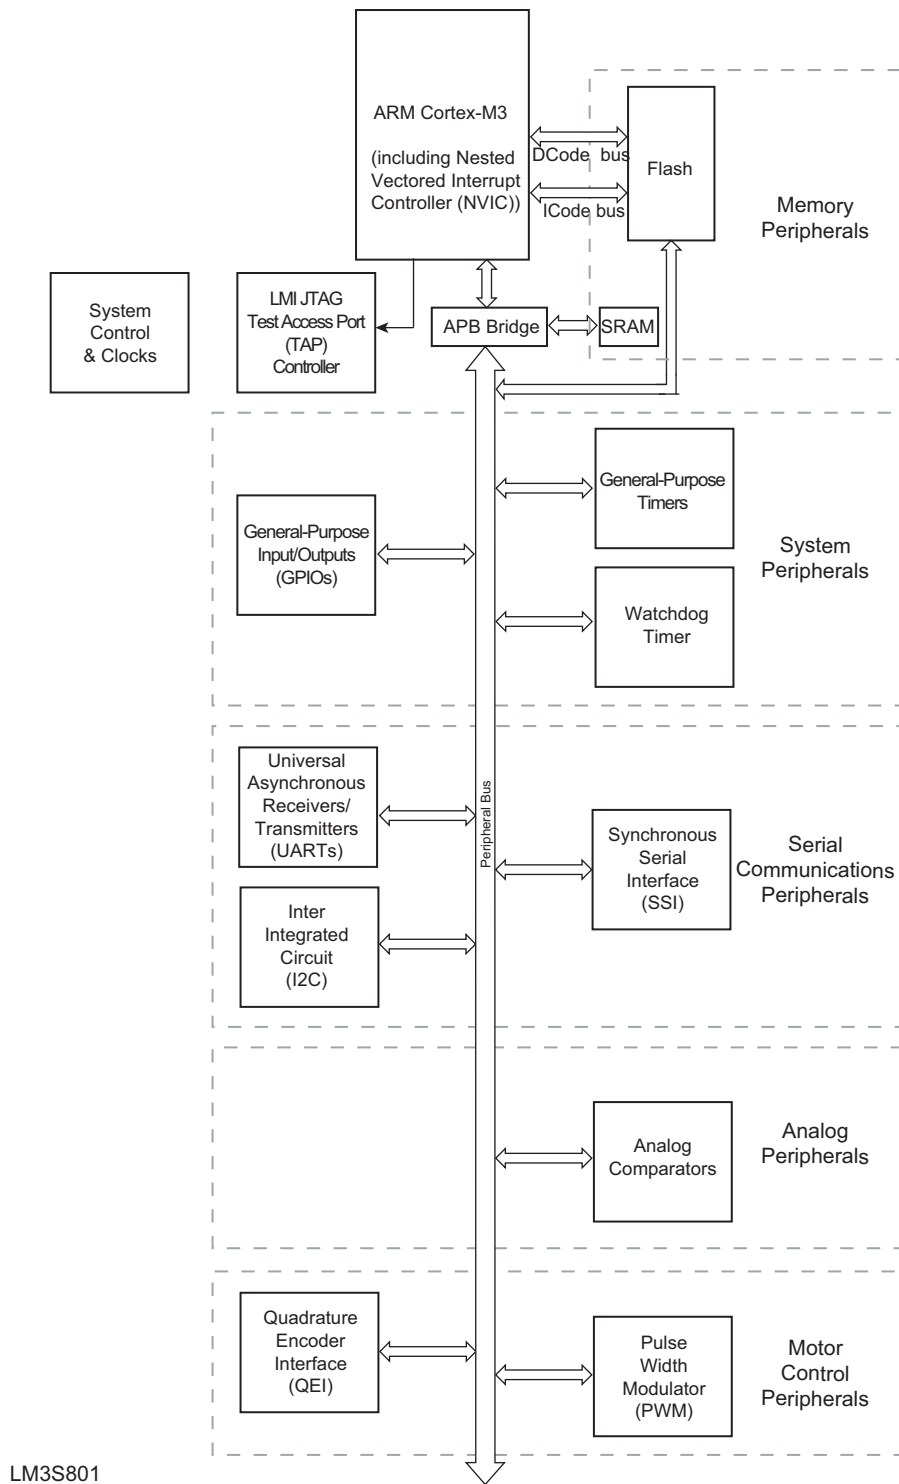 ARM Cortex-M3
(including Nested
Vectored Interrupt
Controller (NVIC))
DCode bus
ICode bus
Flash
Memory
Peripherals
System
Control
& Clocks
LMI JTAG
Test Access Port
(TAP)
Controller
APB Bridge
SRAM
General-Purpose
Timers
General-Purpose
Input/Outputs
(GPIOs)
System
Peripherals
Watchdog
Timer
Universal
Asynchronous
Receivers/
Transmitters
(UARTs)
Peripheral Bus
Synchronous
Serial
Interface
(SSI)
Serial
Communications
Peripherals
Inter
Integrated
Circuit
(I2C)
Analog
Comparators
Analog
Peripherals
Quadrature
Encoder
Interface
(QEI)
Pulse
Width
Modulator
(PWM)
Motor
Control
Peripherals
LM3S801